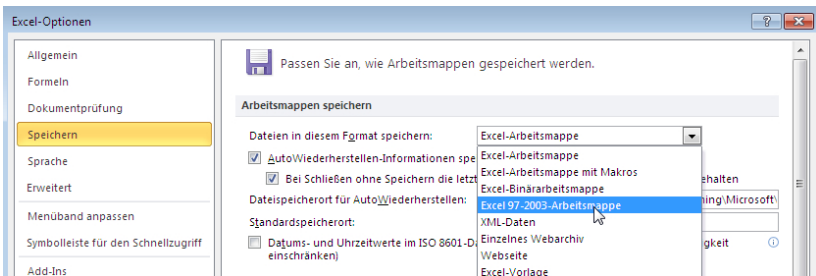 Excel-Optionen
Allgemein
Formeln
Dokumentprüfung
Speichern
Sprache
Erweitert
Menüband anpassen
Symbolleiste für den Schnellzugriff
Add-Ins
Passen Sie an, wie Arbeitsmappen gespeichert werden.
Arbeitsmappen speichern
Dateien in diesem Format speichern: Excel-Arbeitsmappe
AutoWiederherstellen-Informationen spe
Bei Schließen ohne Speichern die letzt ehalten
Dateispeicherort für AutoWiederherstellen: ning\Microsoft\
Standardspeicherort:
Datums- und Uhrzeitwerte im ISO 8601-Da gkeit
einschränken)
Excel-Arbeitsmappe
Excel-Arbeitsmappe mit Makros
Excel-Binärarbeitsmappe
Excel 97-2003-Arbeitsmappe
XML-Daten
Einzelnes Webarchiv
Webseite
Excel-Vorlage